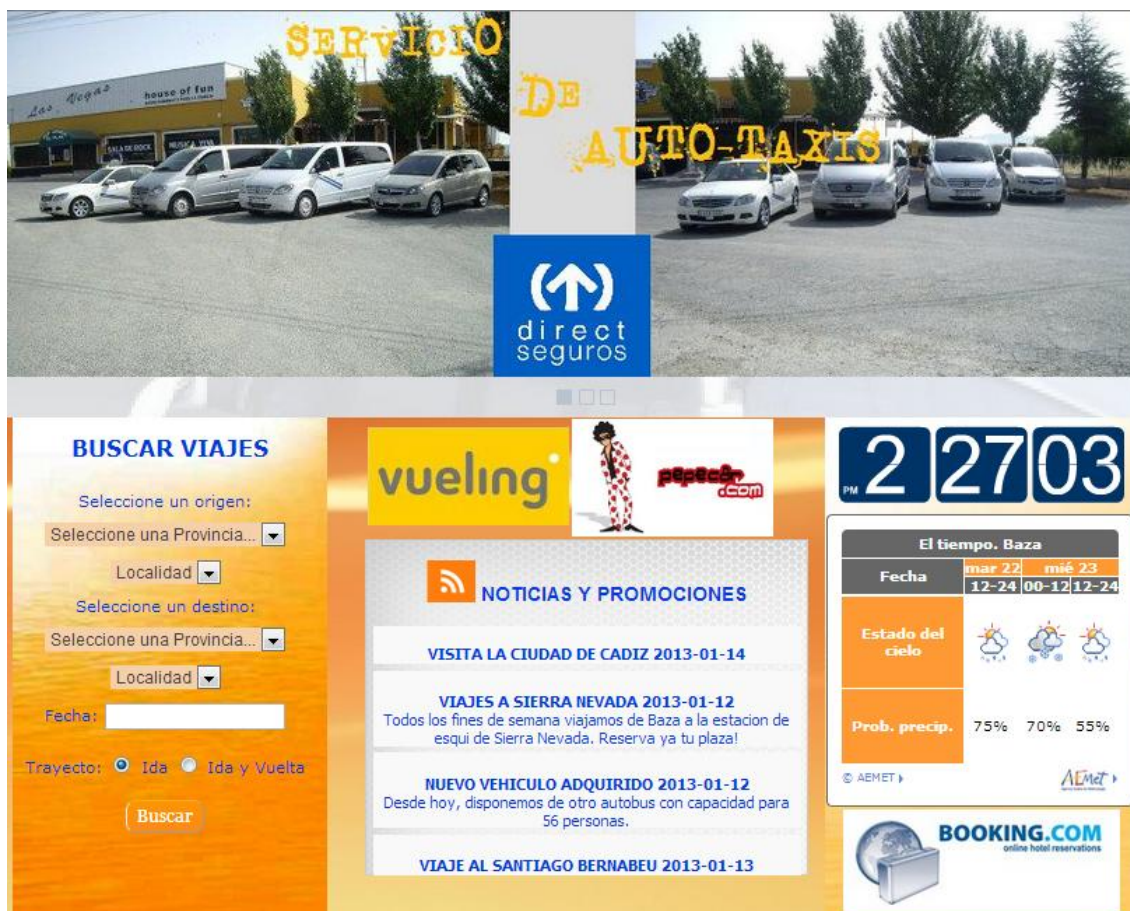 SERVICIO
DE
AUTO-TAXIS
Las Vegas
house of fun
SALA DE ROCK
MUSICA VIVA
direct
seguros
BUSCAR VIAJES
Seleccione un origen:
Seleccione una Provincia...
Localidad
Seleccione un destino:
Seleccione una Provincia...
Localidad
Fecha:
Trayecto: Ida Ida y Vuelta
Buscar
vueling
pepecar
.com
NOTICIAS Y PROMOCIONES
VISITA LA CIUDAD DE CADIZ 2013-01-14
VIAJES A SIERRA NEVADA 2013-01-12
Todos los fines de semana viajamos de Baza a la estacion de
esqui de Sierra Nevada. Reserva ya tu plaza!
NUEVO VEHICULO ADQUIRIDO 2013-01-12
Desde hoy, disponemos de otro autobus con capacidad para
56 personas.
VIAJE AL SANTIAGO BERNABEU 2013-01-13
PM 2 27 03
El tiempo. Baza
Fecha mar 22 mié 23
12-24 00-12 12-24
Estado del
cielo
Prob. precip. 75% 70% 55%
© AEMET AEmet
BOOKING.COM
online hotel reservations